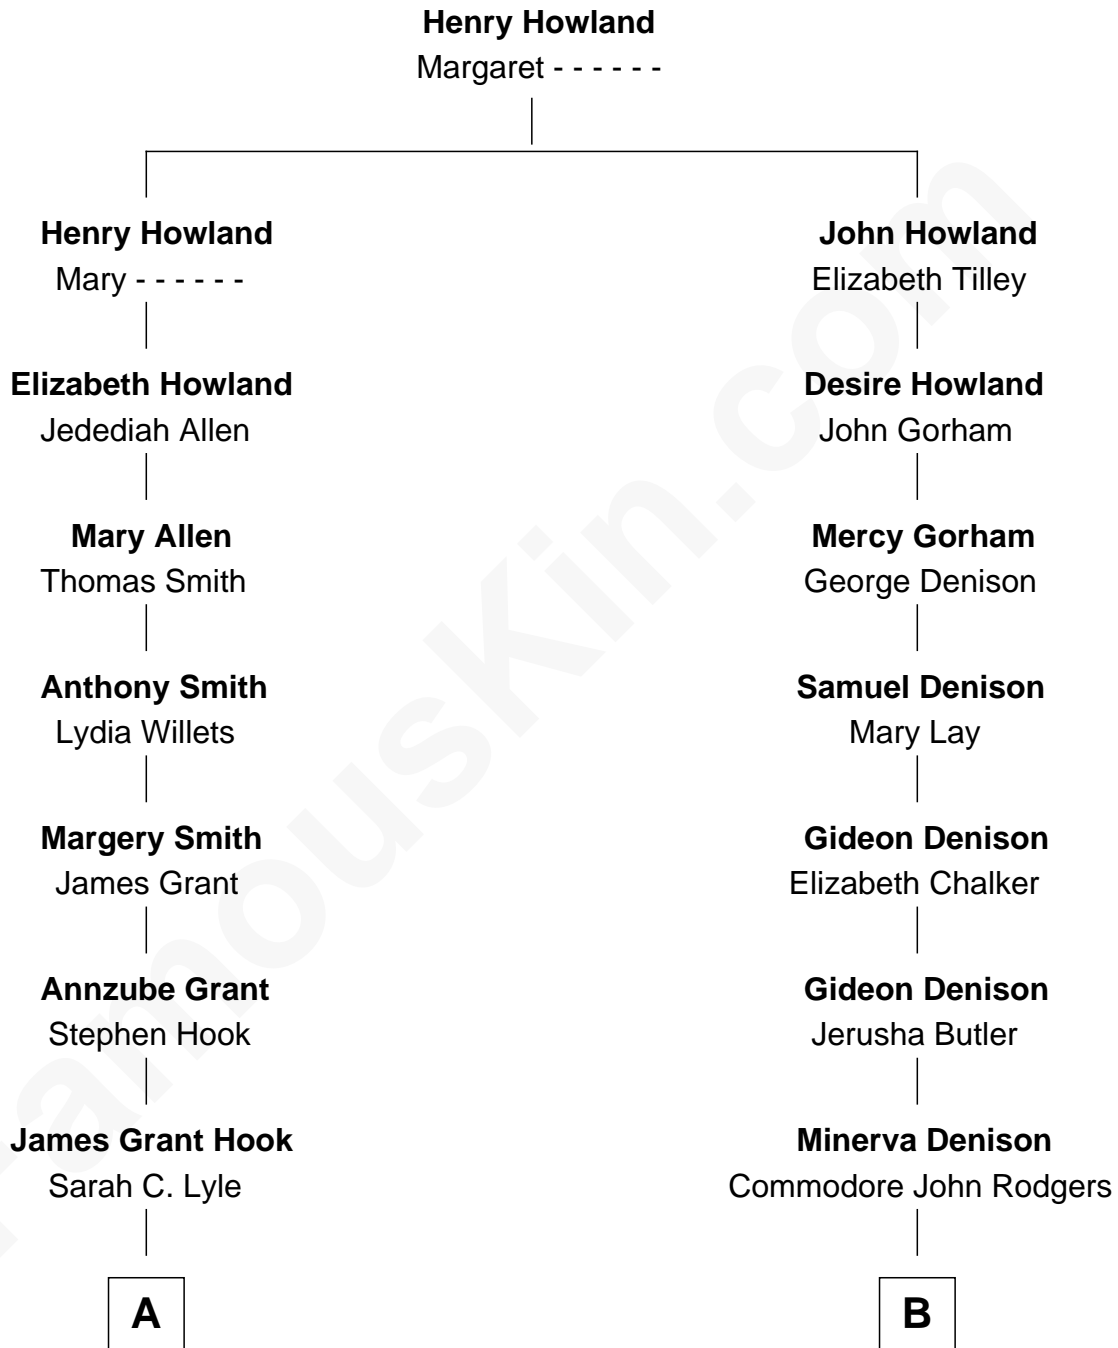 Henry Howland
Margaret - - - - - -
Henry Howland
Mary - - - - - -
John Howland
Elizabeth Tilley
Elizabeth Howland
Jedediah Allen
Desire Howland
John Gorham
Mary Allen
Thomas Smith
Mercy Gorham
George Denison
Anthony Smith
Lydia Willets
Samuel Denison
Mary Lay
Margery Smith
James Grant
Gideon Denison
Elizabeth Chalker
Annzube Grant
Stephen Hook
Gideon Denison
Jerusha Butler
James Grant Hook
Sarah C. Lyle
Minerva Denison
Commodore John Rodgers
A
B
FamousKin.com